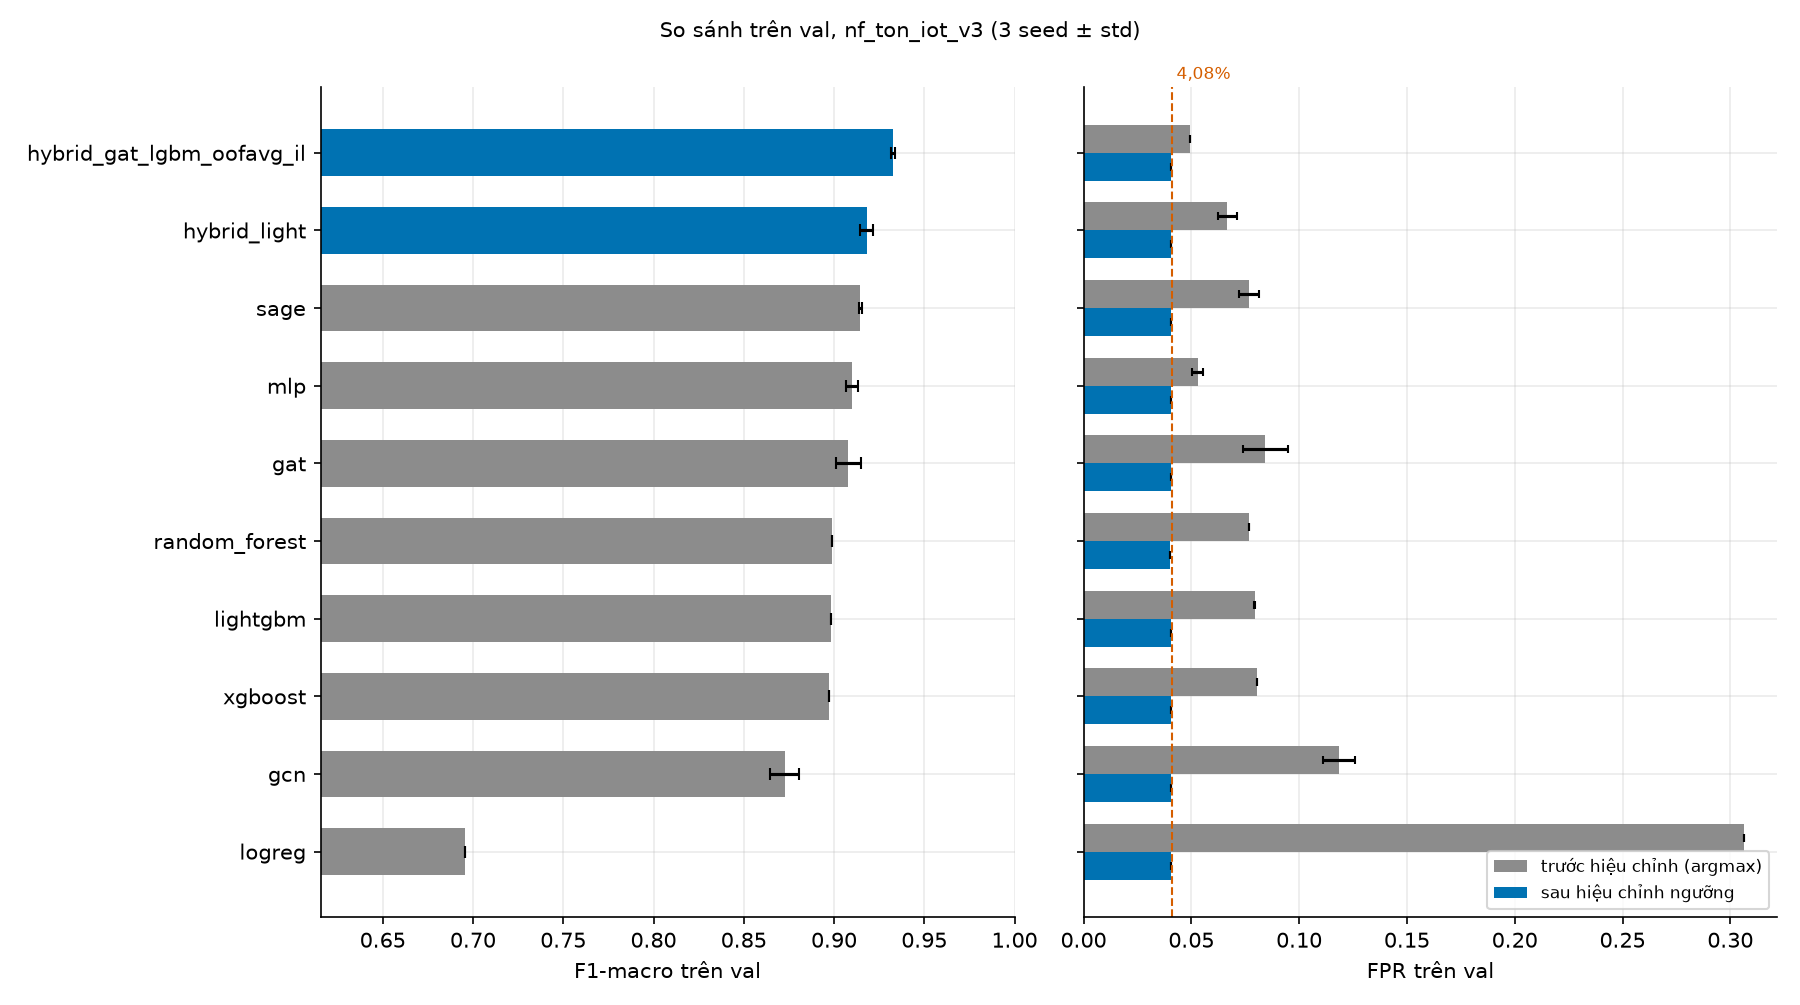 So sánh trên val, nf_ton_iot_v3 (3 seed ± std)
4,08%
hybrid_gat_lgbm_oofavg_il
hybrid_light
sage
mlp
gat
random_forest
lightgbm
xgboost
gcn
logreg
0.65 0.70 0.75 0.80 0.85 0.90 0.95 1.00
F1-macro trên val
trước hiệu chỉnh (argmax)
sau hiệu chỉnh ngưỡng
0.00 0.05 0.10 0.15 0.20 0.25 0.30
FPR trên val